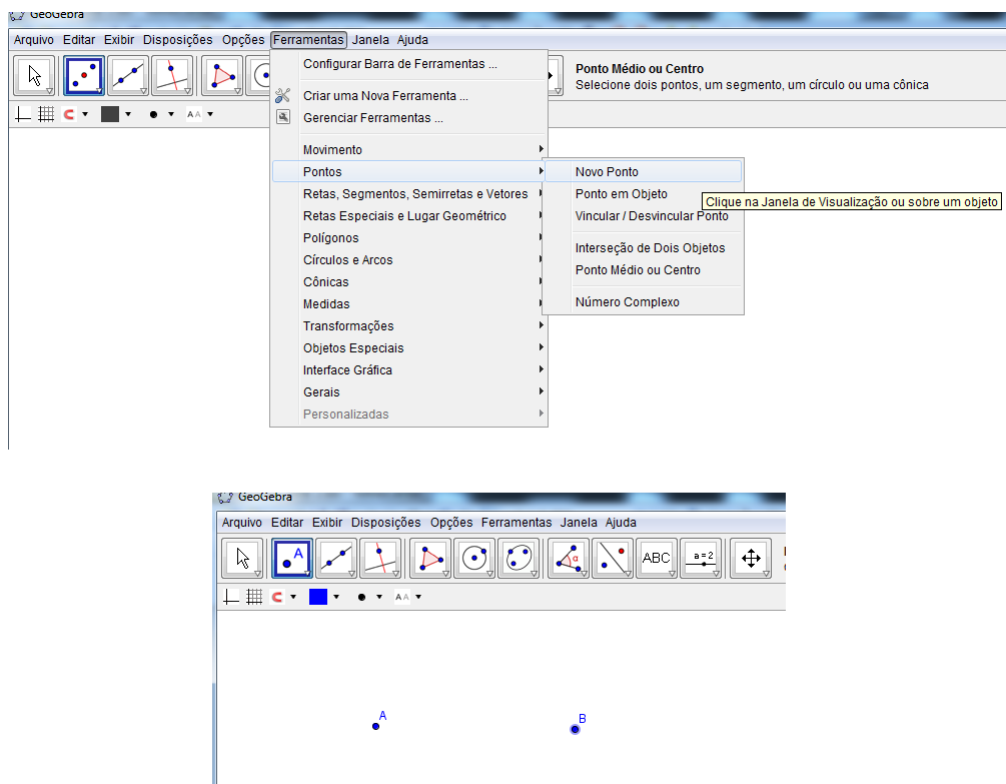 GeoGebra
Arquivo Editar Exibir Disposições Opções Ferramentas Janela Ajuda
Ponto Médio ou Centro
Selecione dois pontos, um segmento, um círculo ou uma cônica
AA
Configurar Barra de Ferramentas ...
Criar uma Nova Ferramenta ...
Gerenciar Ferramentas ...
Movimento
Pontos
Retas, Segmentos, Semirretas e Vetores
Retas Especiais e Lugar Geométrico
Polígonos
Círculos e Arcos
Cônicas
Medidas
Transformações
Objetos Especiais
Interface Gráfica
Gerais
Personalizadas
Novo Ponto
Ponto em Objeto
Clique na Janela de Visualização ou sobre um objeto
Vincular / Desvincular Ponto
Interseção de Dois Objetos
Ponto Médio ou Centro
Número Complexo
GeoGebra
Arquivo Editar Exibir Disposições Opções Ferramentas Janela Ajuda
A α ABC a=2
AA
A B